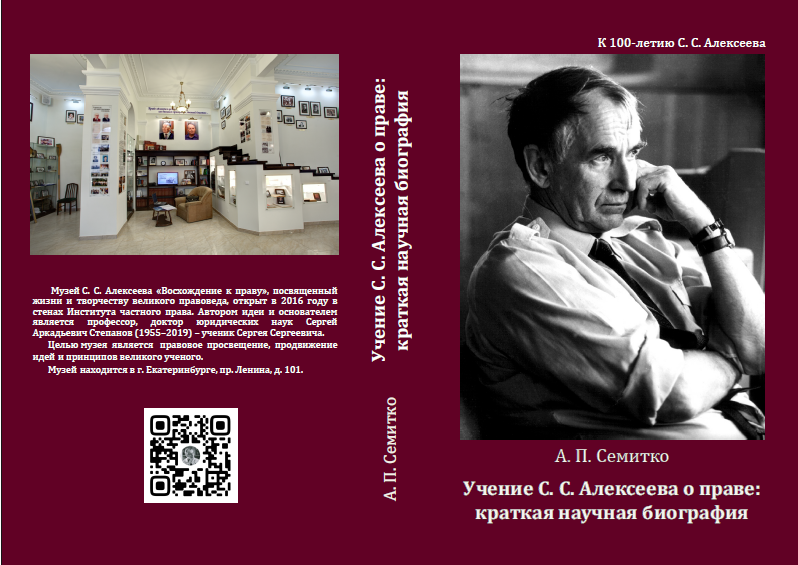 Музей С. С. Алексеева «Восхождение к праву», посвященный
жизни и творчеству великого правоведа, открыт в 2016 году в
стенах Института частного права. Автором идеи и основателем
является профессор, доктор юридических наук Сергей
Аркадьевич Степанов (1955–2019) – ученик Сергея Сергеевича.
Целью музея является правовое просвещение, продвижение
идей и принципов великого ученого.
Музей находится в г. Екатеринбурге, пр. Ленина, д. 101.
Учение С. С. Алексеева о праве:
краткая научная биография
А. П. Семитко
К 100-летию С. С. Алексеева
А. П. Семитко
Учение С. С. Алексеева о праве:
краткая научная биография